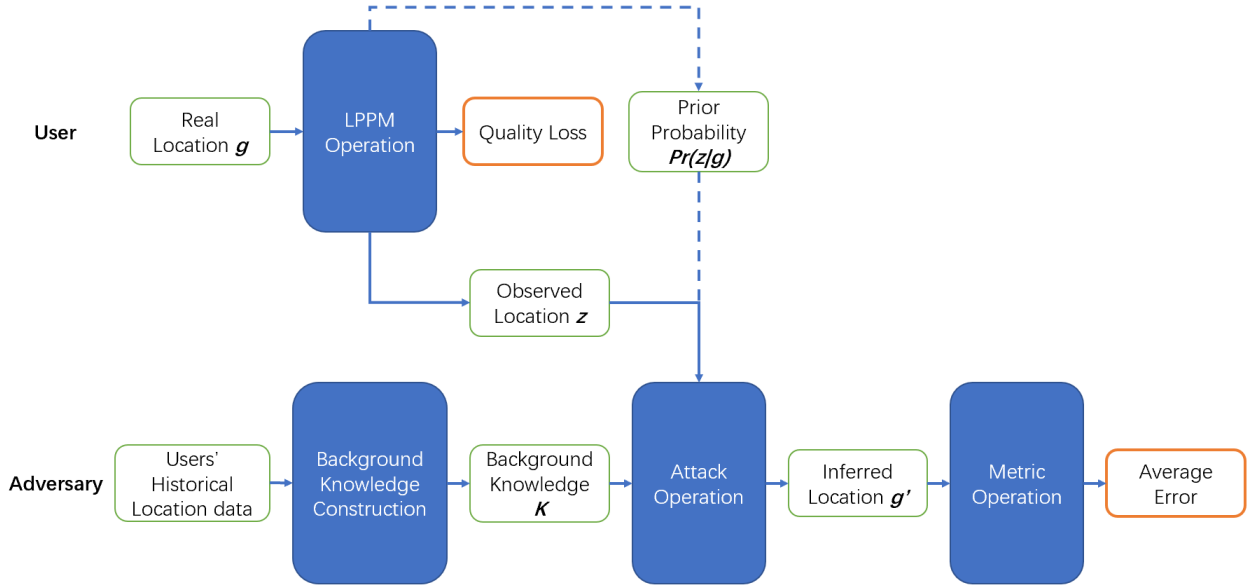 User
Real
Location g
LPPM
Operation
Quality Loss
Prior
Probability
Pr(z|g)
Observed
Location z
Adversary
Users'
Historical
Location data
Background
Knowledge
Construction
Background
Knowledge
K
Attack
Operation
Inferred
Location g'
Metric
Operation
Average
Error